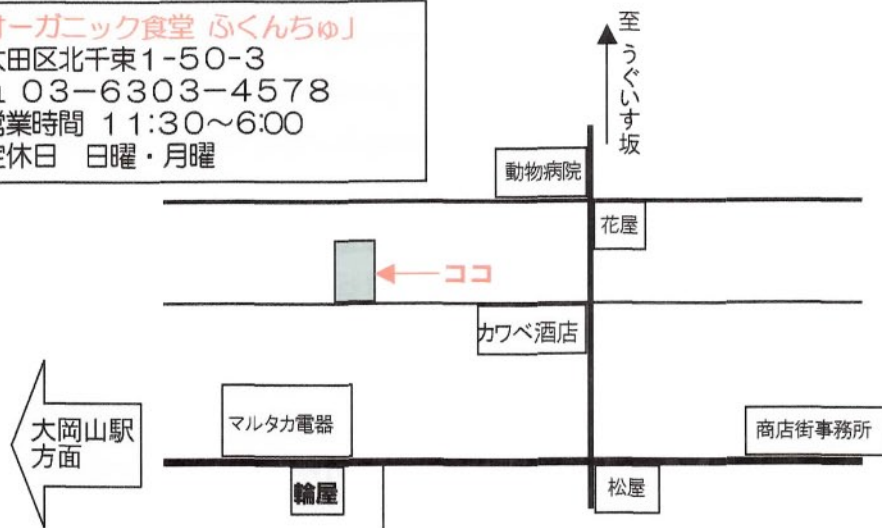 オーガニック食堂 ふくんちゅ」
大田区北千束1-50-3
03-6303-4578
営業時間 11:30~6:00
定休日 日曜・月曜
至 うぐいす坂
動物病院
花屋
ココ
カワベ酒店
マルタカ電器
大岡山駅
方面
商店街事務所
輪屋
松屋